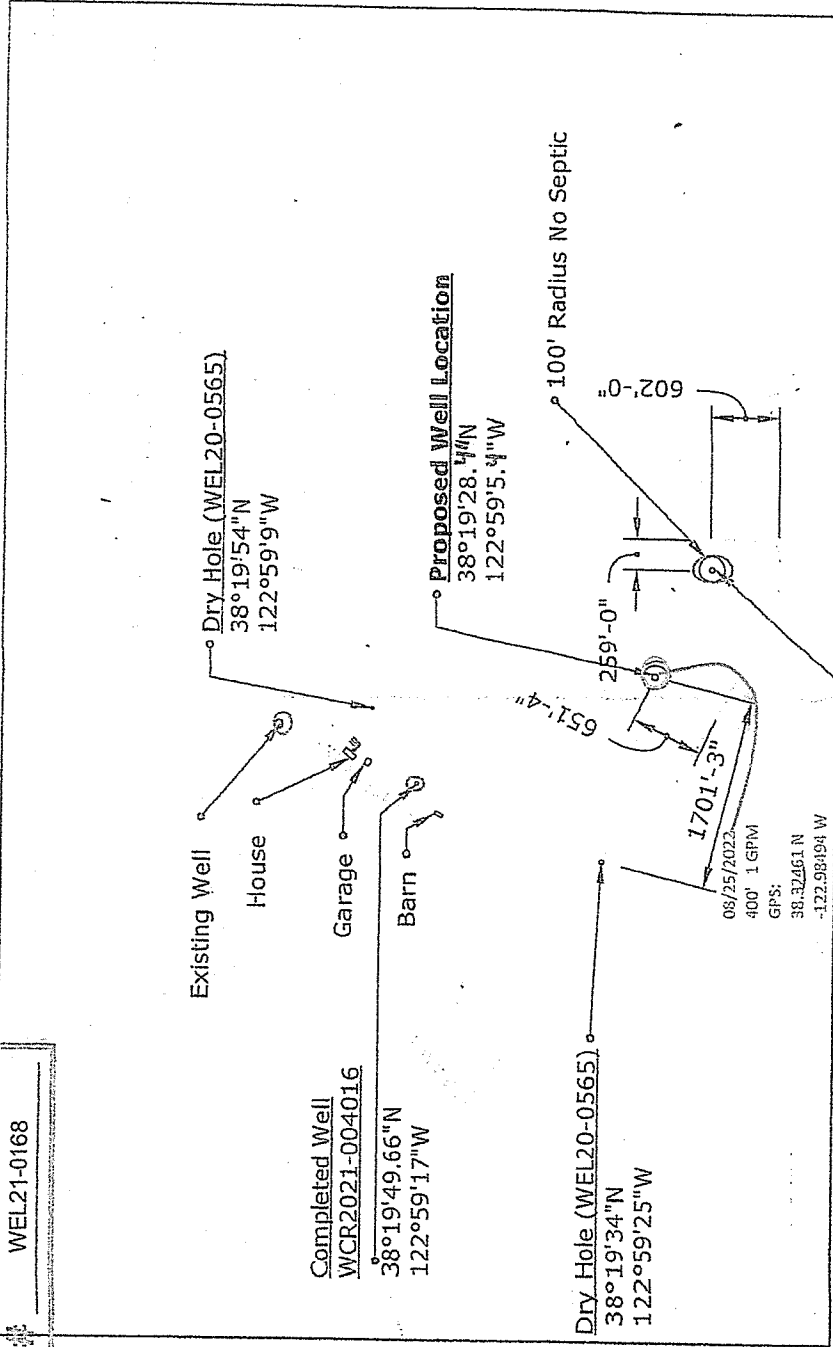 WEL21-0168
Existing Well
House
Garage
Barn
Dry Hole (WEL20-0565)
38°19'54"N
122°59'9"W
Completed Well
WCR2021-004016
38°19'49.66"N
122°59'17"W
Proposed Well Location
38°19'28.4"N
122°59'5.4"W
100' Radius No Septic
602'-0"
259'-0"
651'-4"
1701'-3"
Dry Hole (WEL20-0565)
38°19'34"N
122°59'25"W
08/25/2022
400' 1 GPM
GPS:
38.32461 N
-122.98494 W